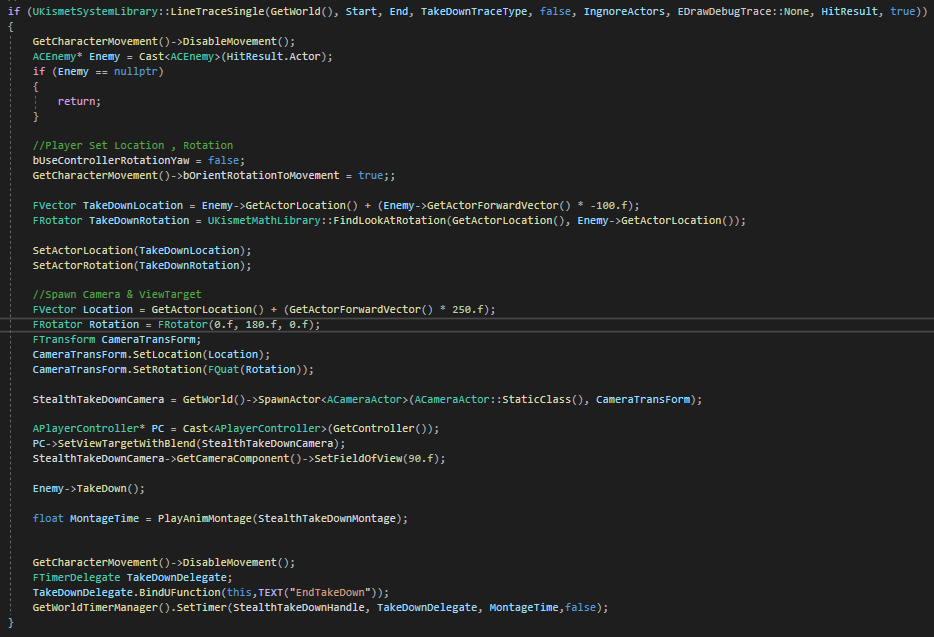 if (UKismetSystemLibrary::LineTraceSingle(GetWorld(), Start, End, TakeDownTraceType, false, IngnoreActors, EDrawDebugTrace::None, HitResult, true))
{
GetCharacterMovement()->DisableMovement();
ACEnemy* Enemy = Cast<ACEnemy>(HitResult.Actor);
if (Enemy == nullptr)
{
return;
}
//Player Set Location , Rotation
bUseControllerRotationYaw = false;
GetCharacterMovement()->bOrientRotationToMovement = true;;
FVector TakeDownLocation = Enemy->GetActorLocation() + (Enemy->GetActorForwardVector() * -100.f);
FRotator TakeDownRotation = UKismetMathLibrary::FindLookAtRotation(GetActorLocation(), Enemy->GetActorLocation());
SetActorLocation(TakeDownLocation);
SetActorRotation(TakeDownRotation);
//Spawn Camera & ViewTarget
FVector Location = GetActorLocation() + (GetActorForwardVector() * 250.f);
FRotator Rotation = FRotator(0.f, 180.f, 0.f);
FTransform CameraTransForm;
CameraTransForm.SetLocation(Location);
CameraTransForm.SetRotation(FQuat(Rotation));
StealthTakeDownCamera = GetWorld()->SpawnActor<ACameraActor>(ACameraActor::StaticClass(), CameraTransForm);
APlayerController* PC = Cast<APlayerController>(GetController());
PC->SetViewTargetWithBlend(StealthTakeDownCamera);
StealthTakeDownCamera->GetCameraComponent()->SetFieldOfView(90.f);
Enemy->TakeDown();
float MontageTime = PlayAnimMontage(StealthTakeDownMontage);
GetCharacterMovement()->DisableMovement();
FTimerDelegate TakeDownDelegate;
TakeDownDelegate.BindUFunction(this,TEXT("EndTakeDown"));
GetWorldTimerManager().SetTimer(StealthTakeDownHandle, TakeDownDelegate, MontageTime,false);
}